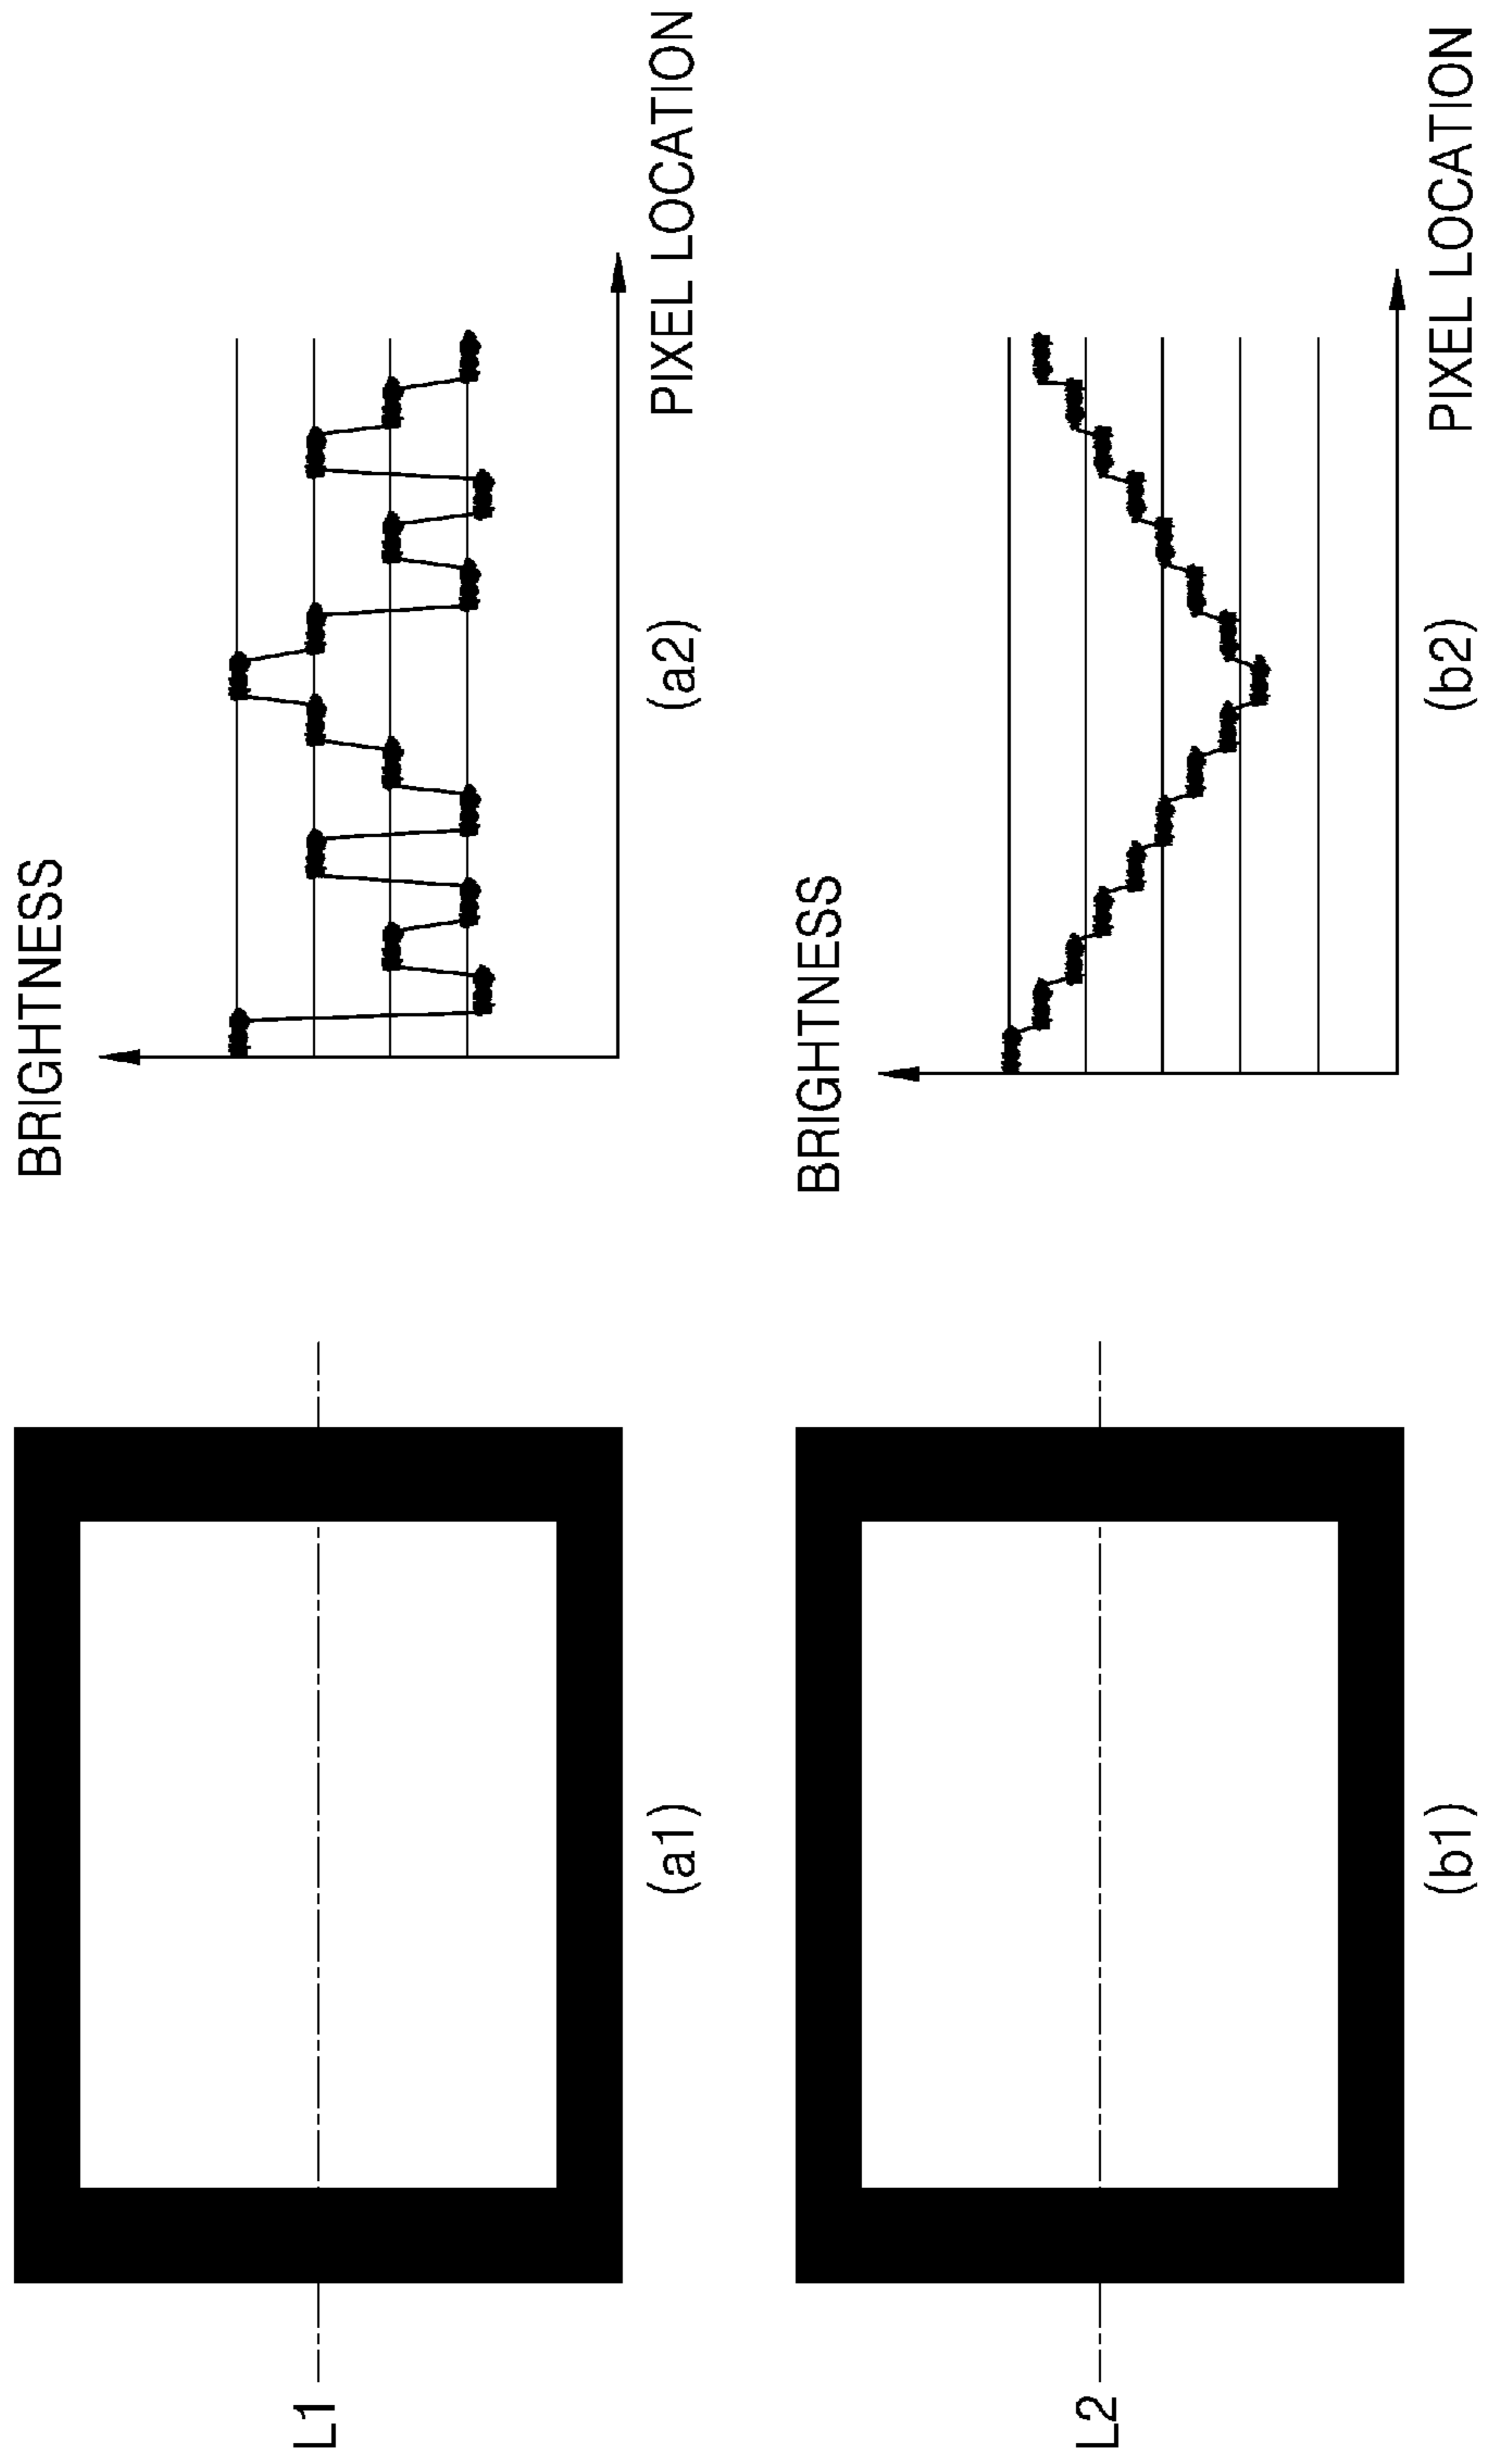 L1
(a1)
BRIGHTNESS
PIXEL LOCATION
(a2)
L2
(b1)
BRIGHTNESS
PIXEL LOCATION
(b2)